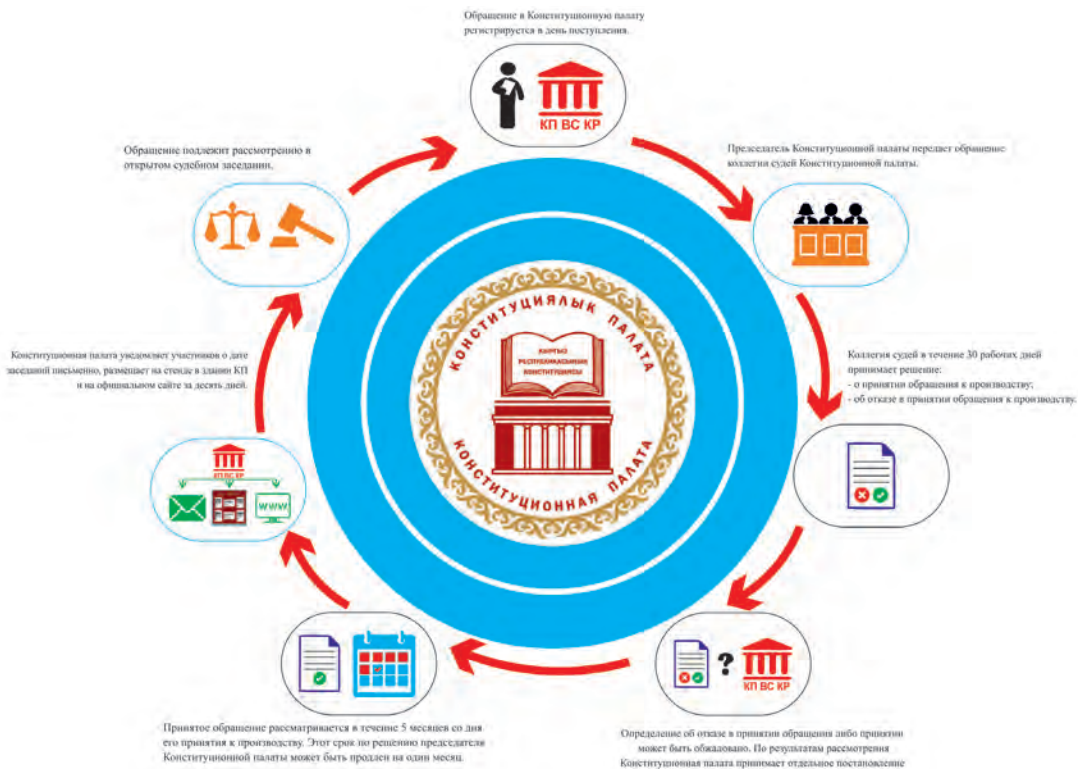 Обращение в Конституционную палату
регистрируется в день поступления.
КП ВС КР
Председатель Конституционной палаты передаст обращение
коллегии судей Конституционной палаты.
Коллегия судей в течение 30 рабочих дней
принимает решение:
- о принятии обращения к производству;
- об отказе в принятии обращения к производству.
КП ВС КР
?
Определение об отказе в принятии обращения либо принятии
может быть обжаловано. По результатам рассмотрения
Конституционная палата принимает отдельное постановление
Принятое обращение рассматривается в течение 5 месяцев со дня
его принятия к производству. Этот срок по решению председателя
Конституционной палаты может быть продлен на один месяц.
Конституционная палата уведомляет участников о дате
заседаний письменно, размещает на стенде в здании КП
и на официальном сайте за десять дней.
КП ВС КР
www
Обращение подлежит рассмотрению в
открытом судебном заседании.
КОНСТИТУЦИЯЛЫК ПАЛАТА
КЫРГЫЗ
РЕСПУБЛИКАСЫНЫН
КОНСТИТУЦИЯСЫ
КОНСТИТУЦИОННАЯ ПАЛАТА